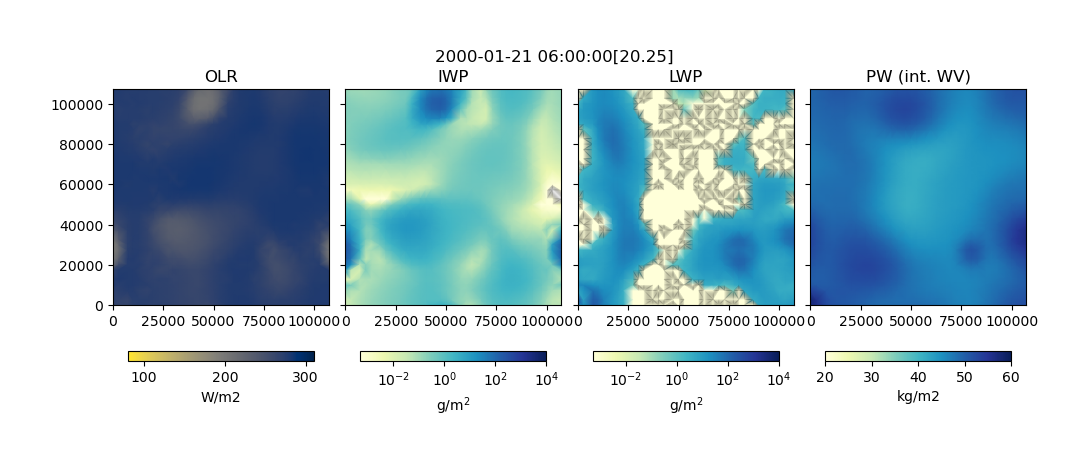 2000-01-21 06:00:00[20.25]
OLR IWP LWP PW (int. WV)
100000
80000
60000
40000
20000
0
0 25000 50000 75000 100000 0 25000 50000 75000 100000 0 25000 50000 75000 100000 0 25000 50000 75000 100000
100 200 300 10⁻² 10⁰ 10² 10⁴ 10⁻² 10⁰ 10² 10⁴ 20 30 40 50 60
W/m2 g/m² g/m² kg/m2